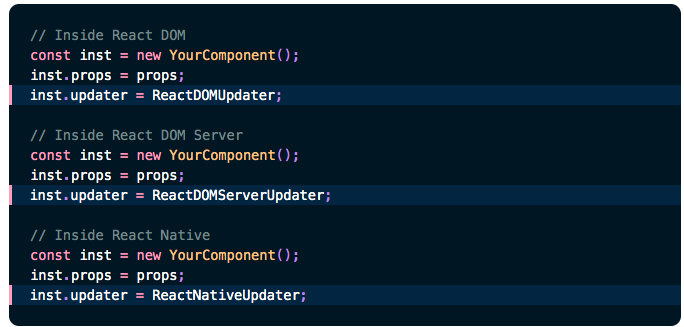 // Inside React DOM
const inst = new YourComponent();
inst.props = props;
inst.updater = ReactDOMUpdater;
// Inside React DOM Server
const inst = new YourComponent();
inst.props = props;
inst.updater = ReactDOMServerUpdater;
// Inside React Native
const inst = new YourComponent();
inst.props = props;
inst.updater = ReactNativeUpdater;